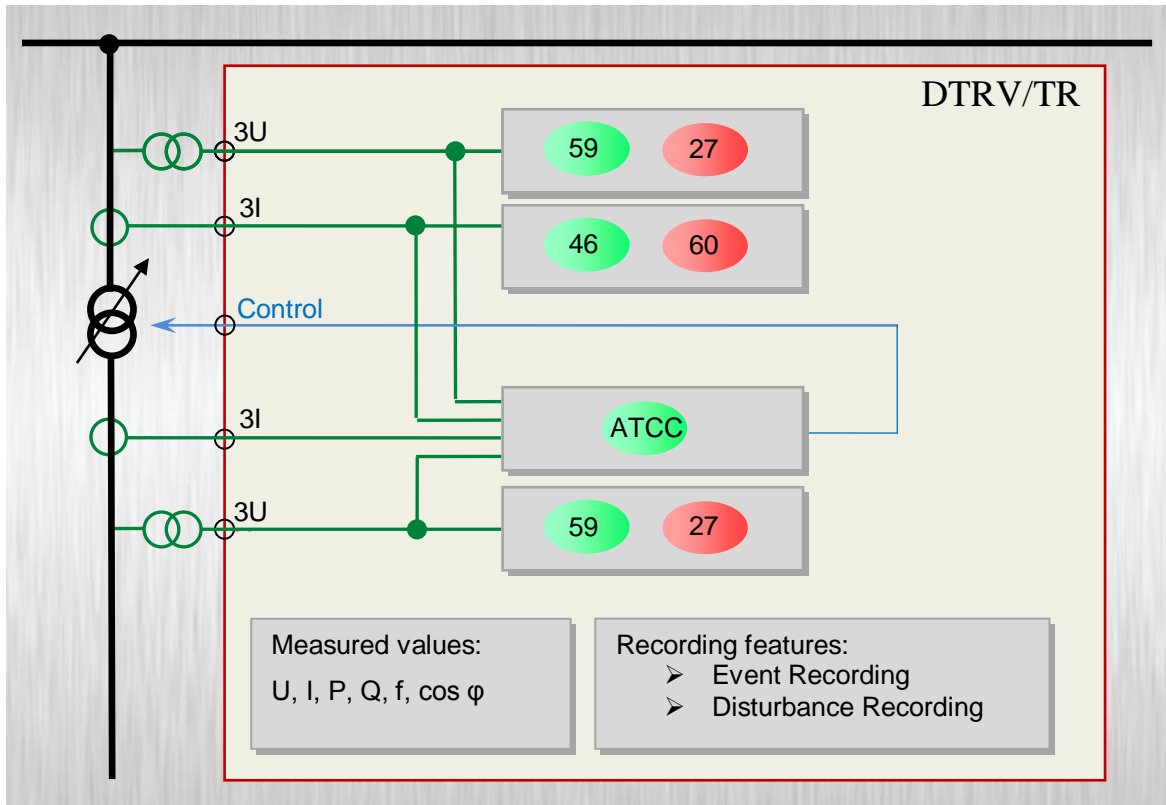 DTRV/TR
3U
59 27
3I
46 60
Control
ATCC
3I
3U
59 27
Measured values:
U, I, P, Q, f, cos φ
Recording features:
➢ Event Recording
➢ Disturbance Recording